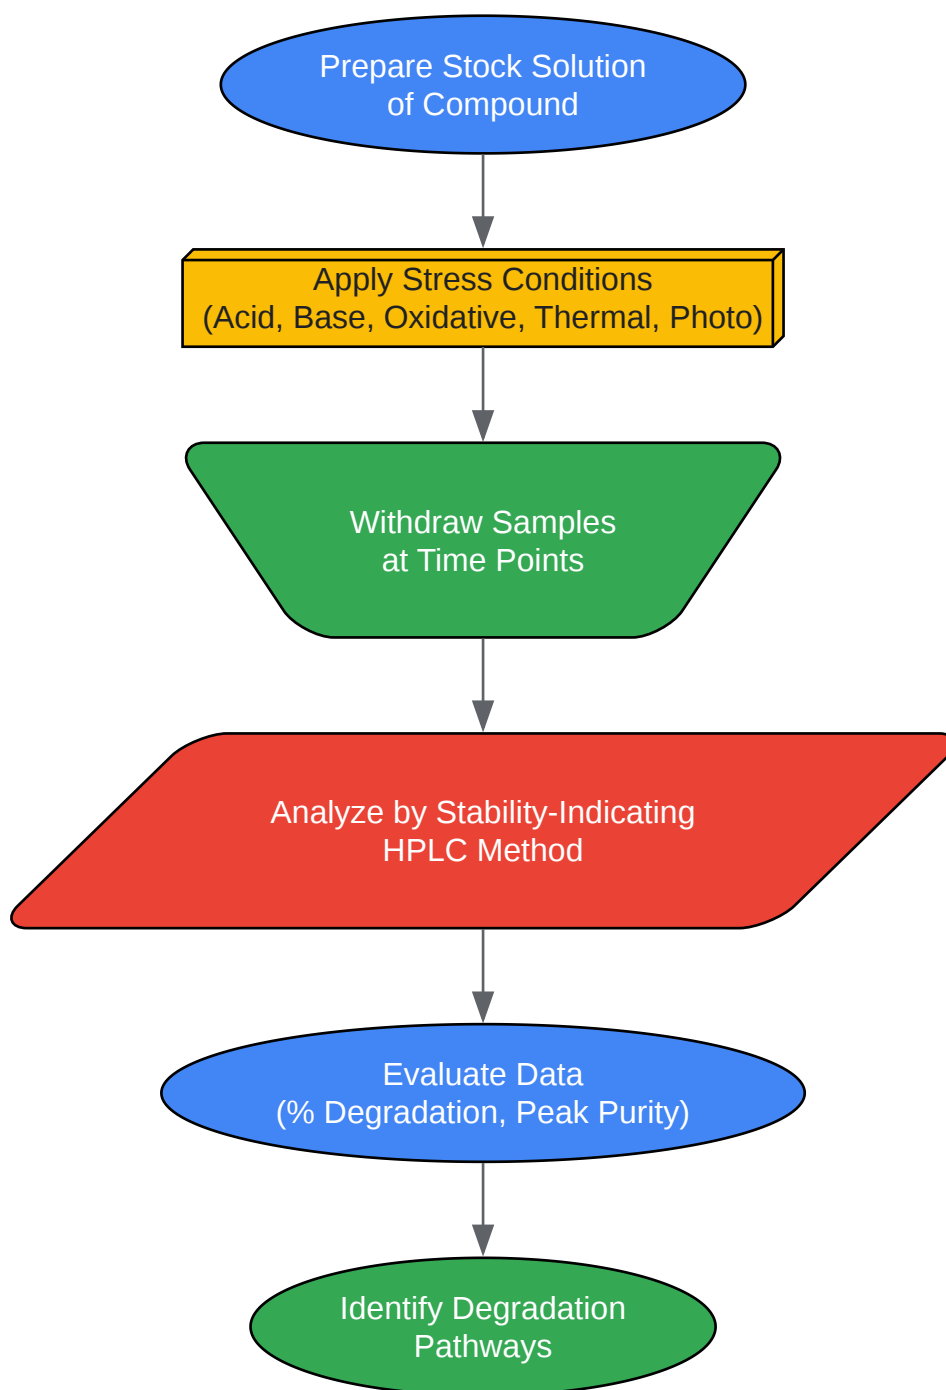 Prepare Stock Solution
of Compound
Apply Stress Conditions
(Acid, Base, Oxidative, Thermal, Photo)
Withdraw Samples
at Time Points
Analyze by Stability-Indicating
HPLC Method
Evaluate Data
(% Degradation, Peak Purity)
Identify Degradation
Pathways